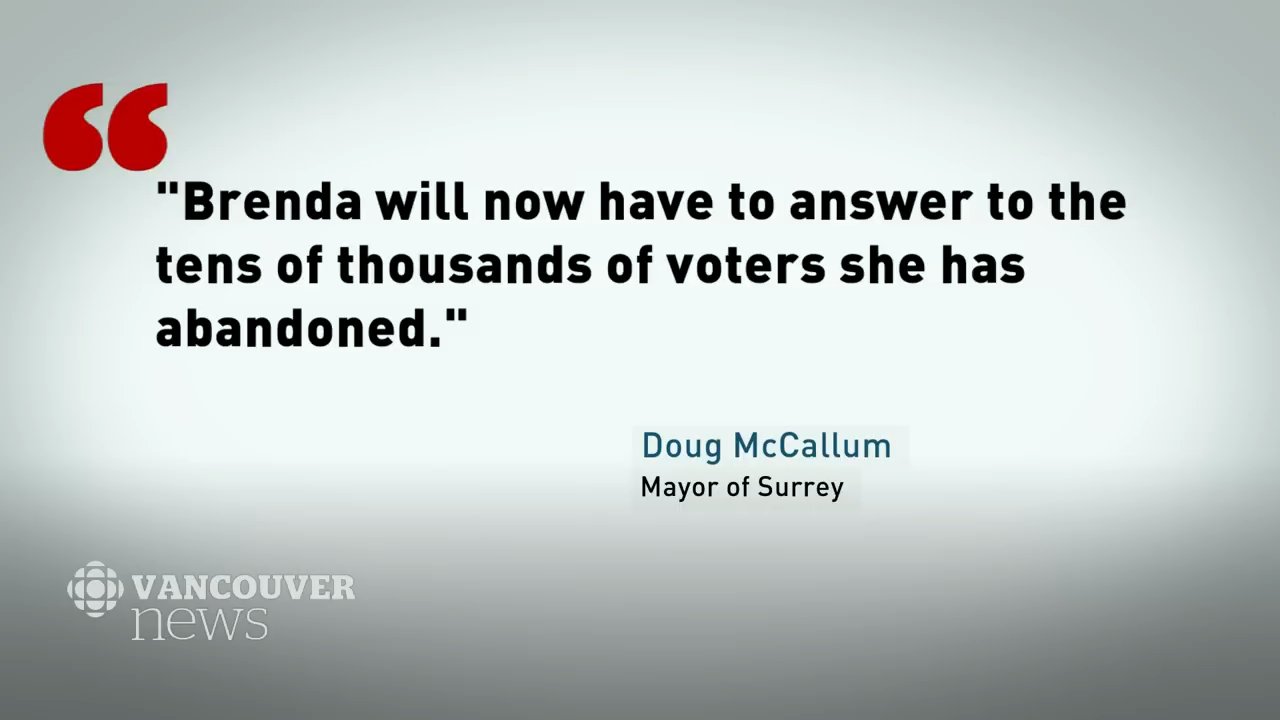 "Brenda will now have to answer to the
tens of thousands of voters she has
abandoned."
Doug McCallum
Mayor of Surrey
VANCOUVER
news